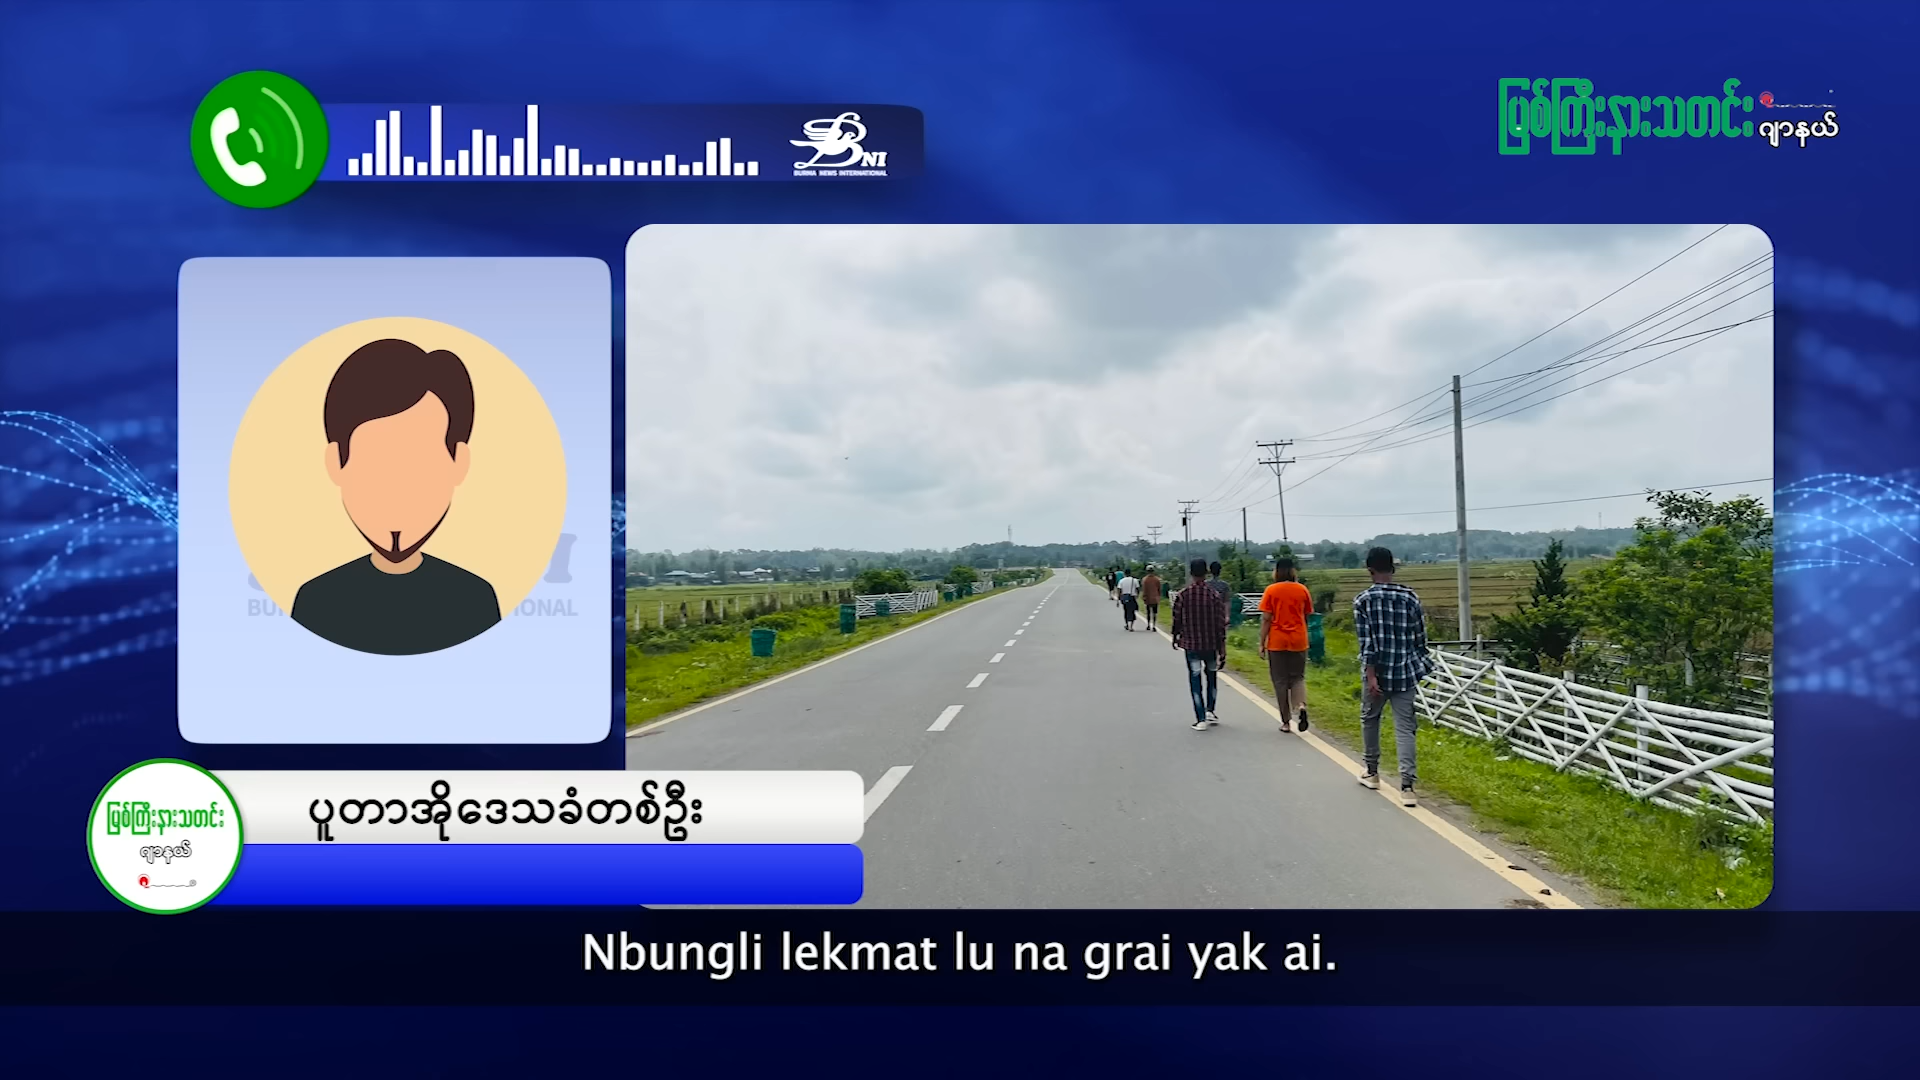 BNI
BURMA NEWS INTERNATIONAL
မြစ်ကြီးနားသတင်း
ဂျာနယ်
ပူတာအိုဒေသခံတစ်ဦး
မြစ်ကြီးနားသတင်း
ဂျာနယ်
Nbungli lekmat lu na grai yak ai.